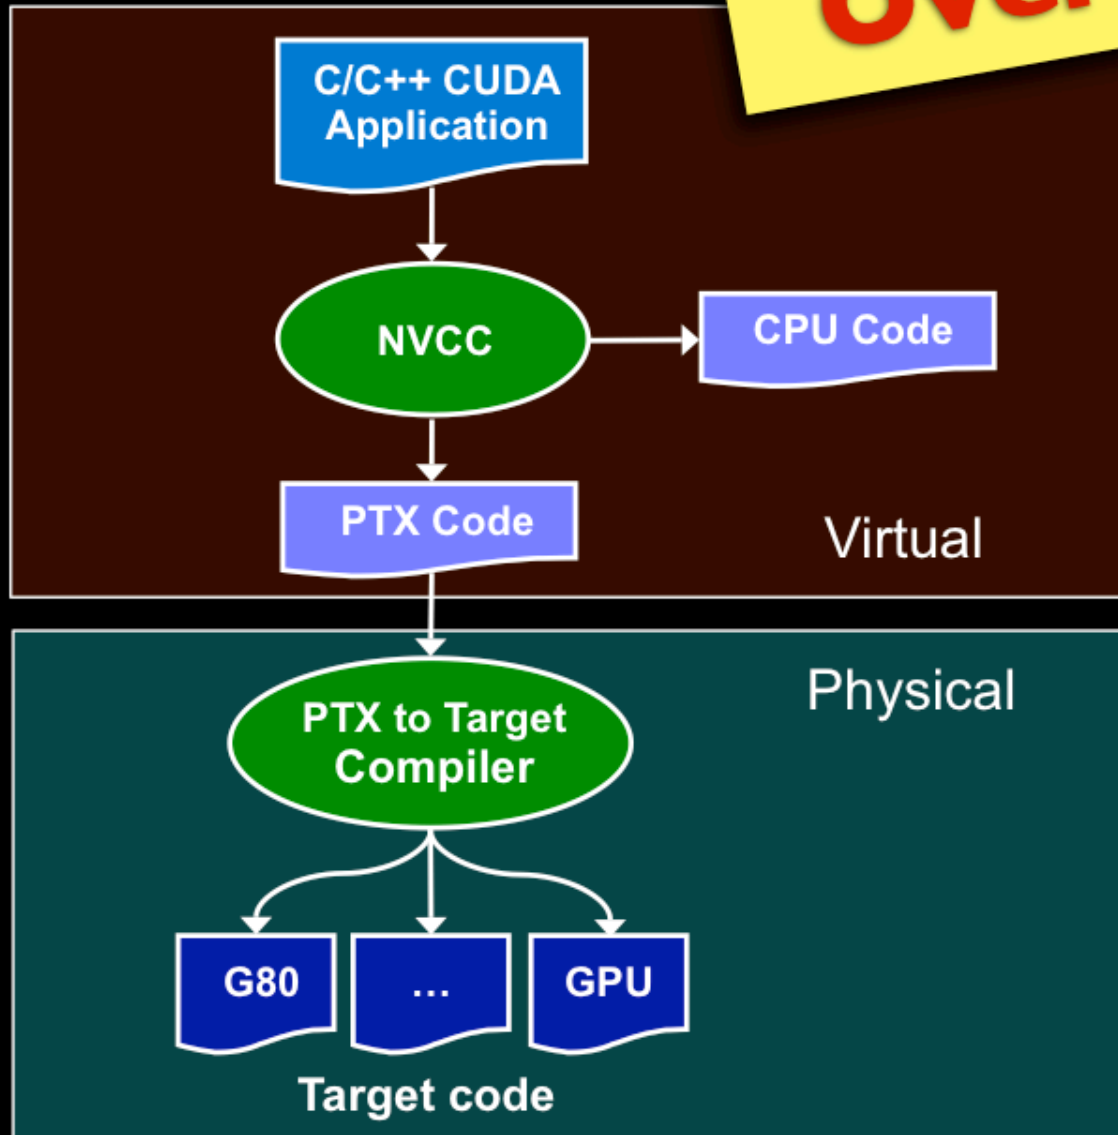 C/C++ CUDA
Application
NVCC
CPU Code
PTX Code
Virtual
Physical
PTX to Target
Compiler
G80
...
GPU
Target code